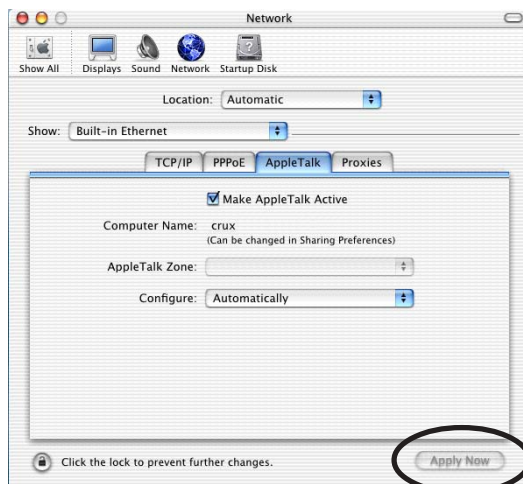 Network
Show All Displays Sound Network Startup Disk
Location: Automatic
Show: Built-in Ethernet
TCP/IP PPPoE AppleTalk Proxies
Make AppleTalk Active
Computer Name: crux
(Can be changed in Sharing Preferences)
AppleTalk Zone:
Configure: Automatically
Click the lock to prevent further changes.
Apply Now